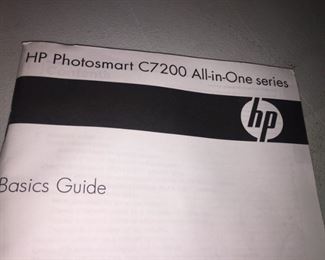 HP Photosmart C7200 All-in-One series
hp
Basics Guide